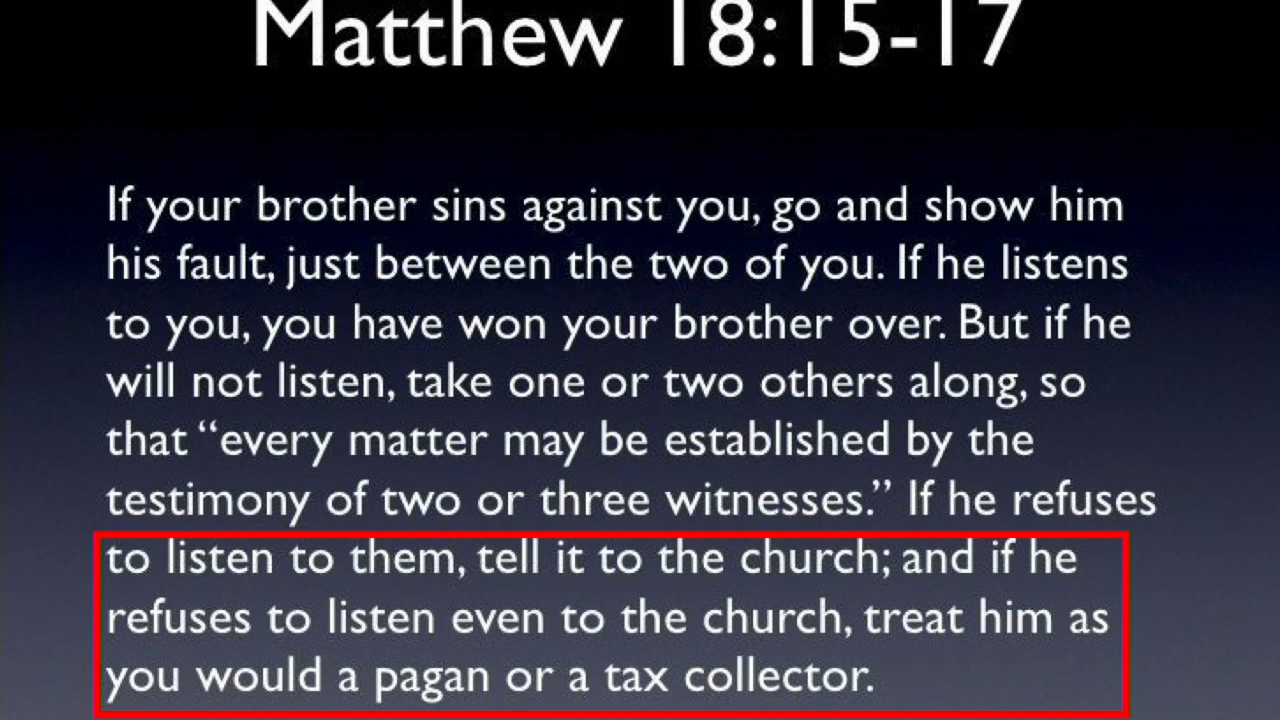 Matthew 18:15-17
If your brother sins against you, go and show him
his fault, just between the two of you. If he listens
to you, you have won your brother over. But if he
will not listen, take one or two others along, so
that “every matter may be established by the
testimony of two or three witnesses.” If he refuses
to listen to them, tell it to the church; and if he
refuses to listen even to the church, treat him as
you would a pagan or a tax collector.